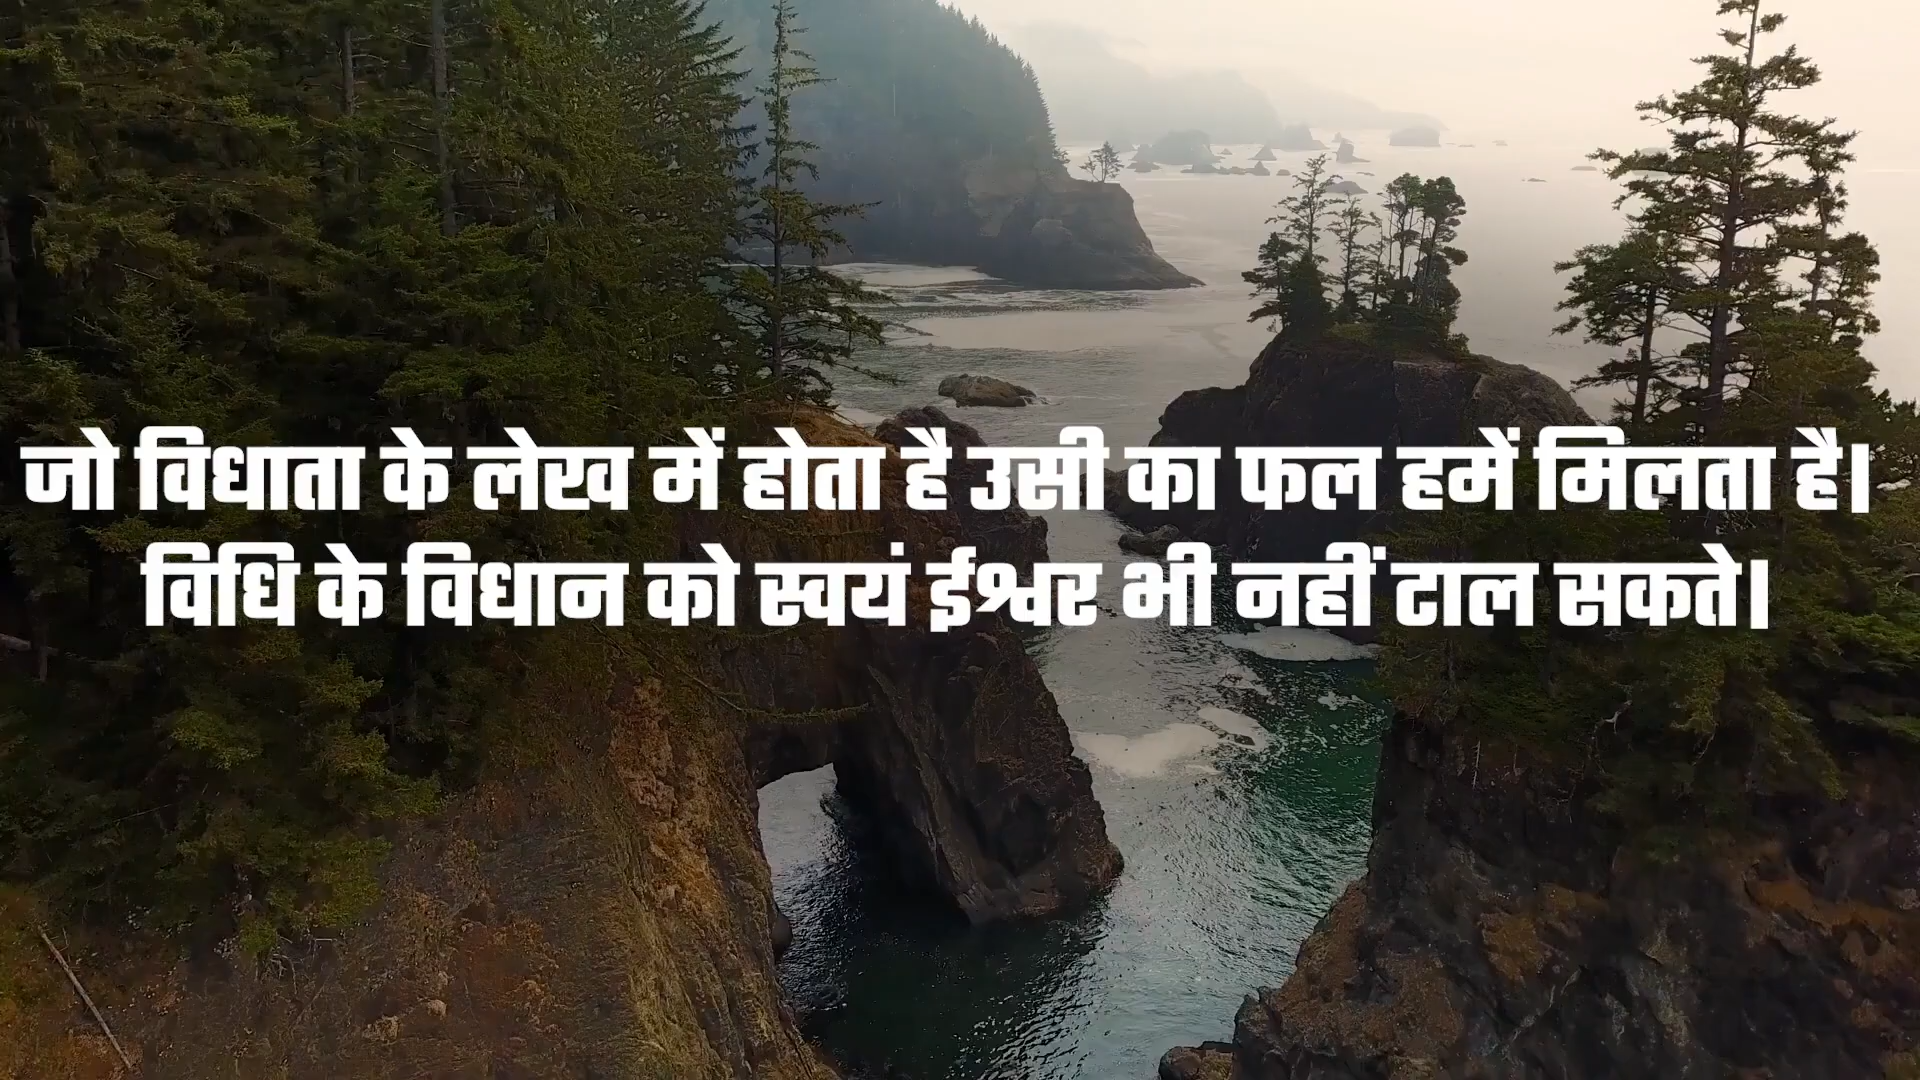 जो विधाता के लेख में होता है उसी का फल हमें मिलता है।
विधि के विधान को स्वयं ईश्वर भी नहीं टाल सकते।